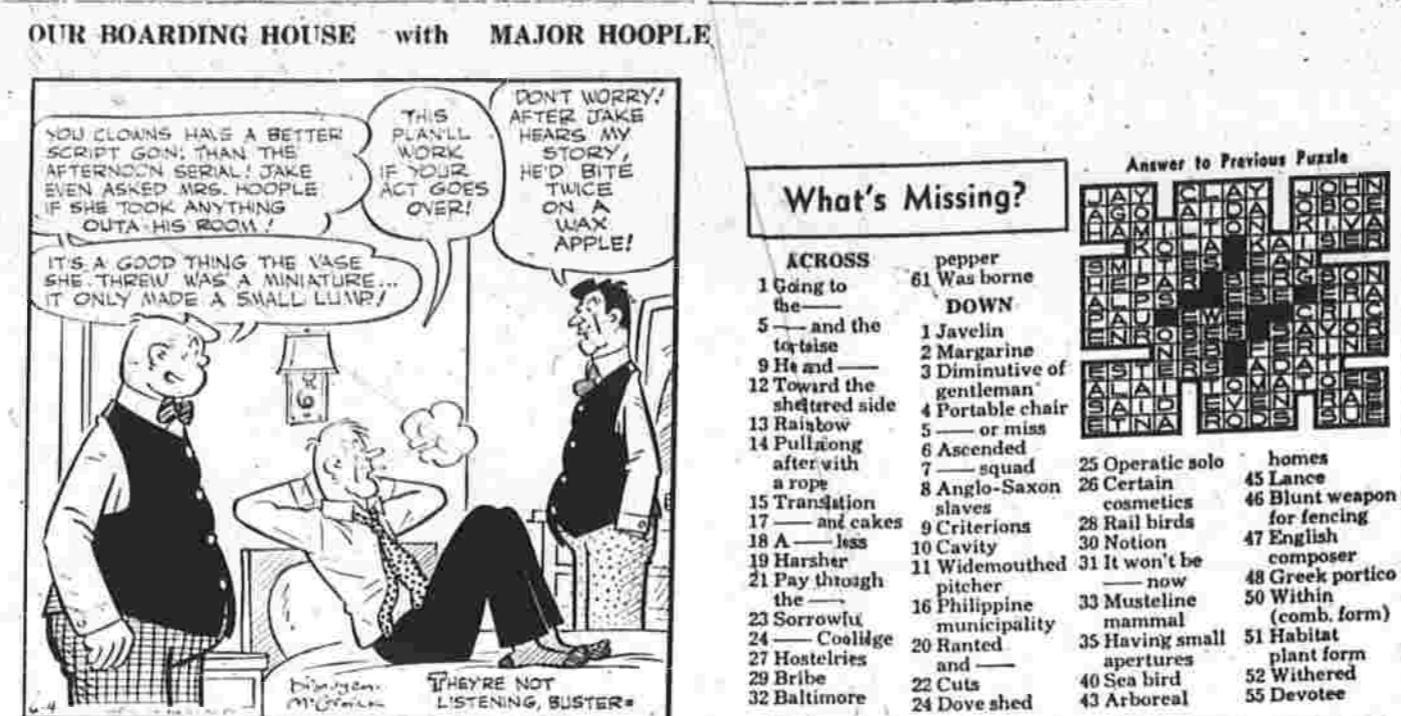 OUR BOARDING HOUSE with MAJOR HOOPLE
YOU CLOWNS HAVE A BETTER
SCRIPT GOIN' THAN THE
AFTERNOON SERIAL! JAKE
EVEN ASKED MRS. HOOPLE
IF SHE TOOK ANYTHING
OUTA HIS ROOM!
IT'S A GOOD THING THE VASE
SHE THREW WAS A MINIATURE...
IT ONLY MADE A SMALL LUMP!
THIS
PLAN'LL
WORK
IF YOUR
ACT GOES
OVER!
DON'T WORRY!
AFTER JAKE
HEARS MY
STORY,
HE'D BITE
TWICE
ON A
WAX
APPLE!
6-4
THEY'RE NOT
LISTENING, BUSTER=
What's Missing?
ACROSS
1 Going to
the——
5 —— and the
tortoise
9 He and ——
12 Toward the
sheltered side
13 Rainbow
14 Pull along
after with
a rope
15 Translation
17 —— and cakes
18 A —— less
19 Harsher
21 Pay through
the ——
23 Sorrowful
24 —— Coolidge
27 Hostelries
29 Bribe
32 Baltimore
pepper
61 Was borne
DOWN
1 Javelin
2 Margarine
3 Diminutive of
gentleman
4 Portable chair
5 —— or miss
6 Ascended
7 —— squad
8 Anglo-Saxon
slaves
9 Criterions
10 Cavity
11 Widemouthed
pitcher
16 Philippine
municipality
20 Ranted
and ——
22 Cuts
24 Dove shed
Answer to Previous Puzzle
JAY CLAY JOHN
25 Operatic solo
26 Certain
cosmetics
28 Rail birds
30 Notion
31 It won't be
—— now
33 Musteline
mammal
35 Having small
apertures
40 Sea bird
43 Arboreal
homes
45 Lance
46 Blunt weapon
for fencing
47 English
composer
48 Greek portico
50 Within
(comb. form)
51 Habitat
plant form
52 Withered
55 Devotee